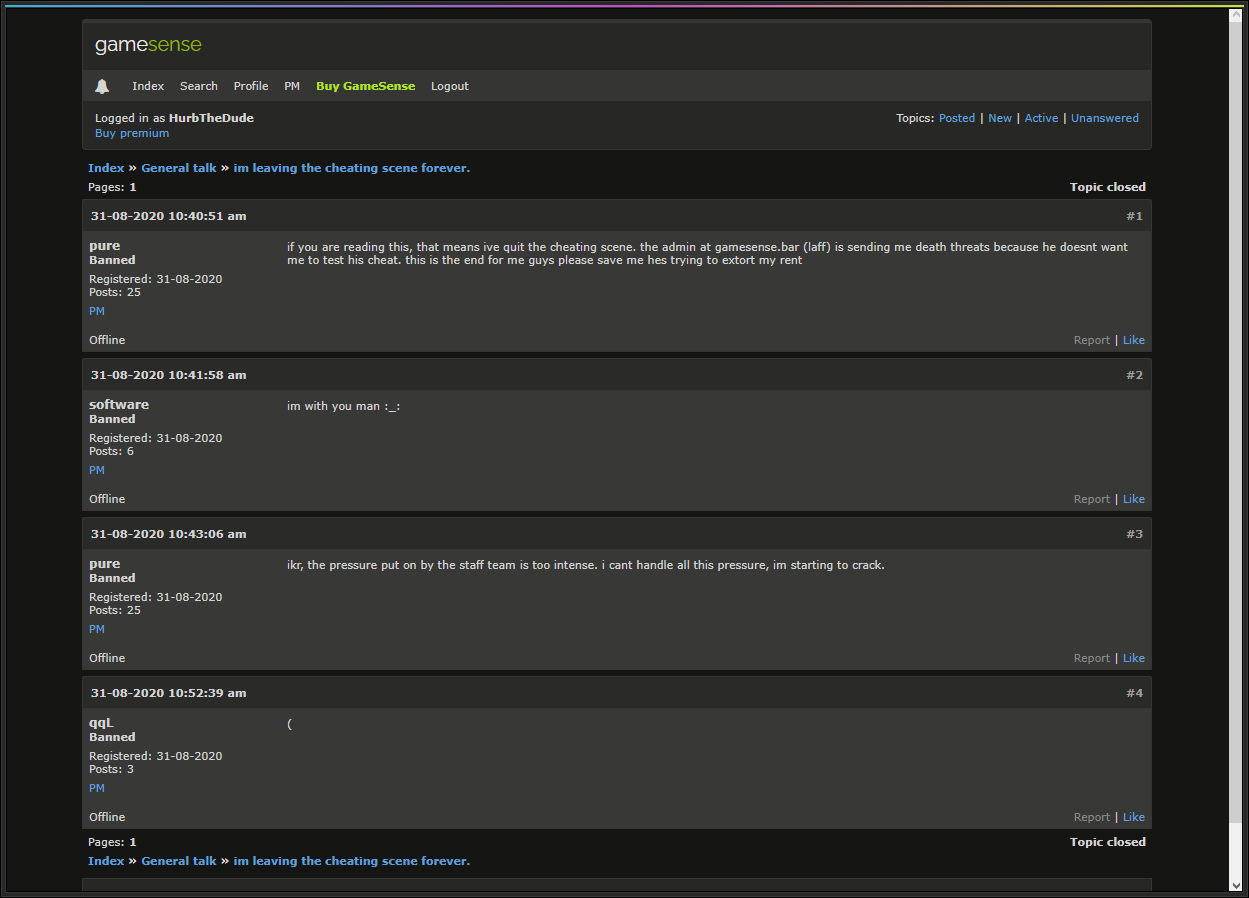 gamesense
Index Search Profile PM Buy GameSense Logout
Logged in as HurbTheDude
Topics: Posted | New | Active | Unanswered
Buy premium
Index » General talk » im leaving the cheating scene forever.
Pages: 1
Topic closed
31-08-2020 10:40:51 am
#1
pure
Banned
Registered: 31-08-2020
Posts: 25
PM
Offline
if you are reading this, that means ive quit the cheating scene. the admin at gamesense.bar (laff) is sending me death threats because he doesnt want
me to test his cheat. this is the end for me guys please save me hes trying to extort my rent
Report | Like
31-08-2020 10:41:58 am
#2
software
Banned
Registered: 31-08-2020
Posts: 6
PM
Offline
im with you man :_:
Report | Like
31-08-2020 10:43:06 am
#3
pure
Banned
Registered: 31-08-2020
Posts: 25
PM
Offline
ikr, the pressure put on by the staff team is too intense. i cant handle all this pressure, im starting to crack.
Report | Like
31-08-2020 10:52:39 am
#4
qqL
Banned
Registered: 31-08-2020
Posts: 3
PM
Offline
(
Report | Like
Pages: 1
Topic closed
Index » General talk » im leaving the cheating scene forever.